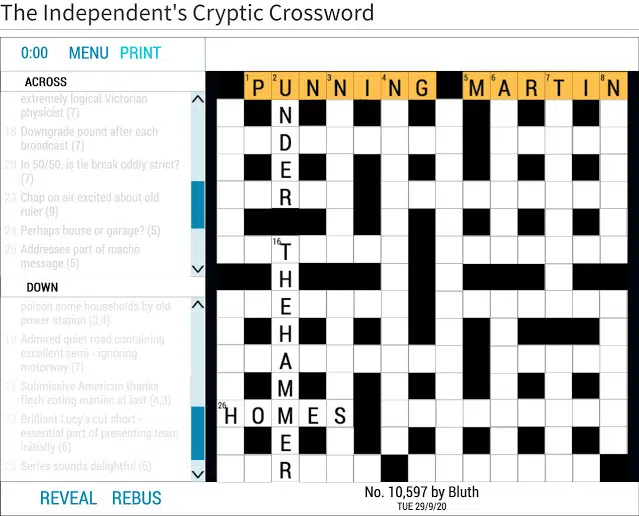 The Independent's Cryptic Crossword
0:00 MENU PRINT
ACROSS
extremely logical Victorian
physicist (7)
18 Downgrade pound after each
broadcast (7)
20 In 50/50, is tie break oddly strict?
(7)
23 Chap on air excited about old
ruler (9)
24 Perhaps house or garage? (5)
26 Addresses part of macho
message (5)
DOWN
poison some households by old
power station (3,4)
19 Admired quiet road containing
excellent semi - ignoring
motorway (7)
21 Submissive American thanks
flesh eating maniac at last (4,3)
22 Brilliant Lucy's cut short -
essential part of presenting team
initially (6)
25 Series sounds delightful (5)
REVEAL REBUS
1 P 2 U N 3 N I 4 N G 5 M 6 A R 7 T I 8 N
N
D
E
R
16 T
H
E
H
A
M
26 H O M E S
E
R
No. 10,597 by Bluth
TUE 29/9/20